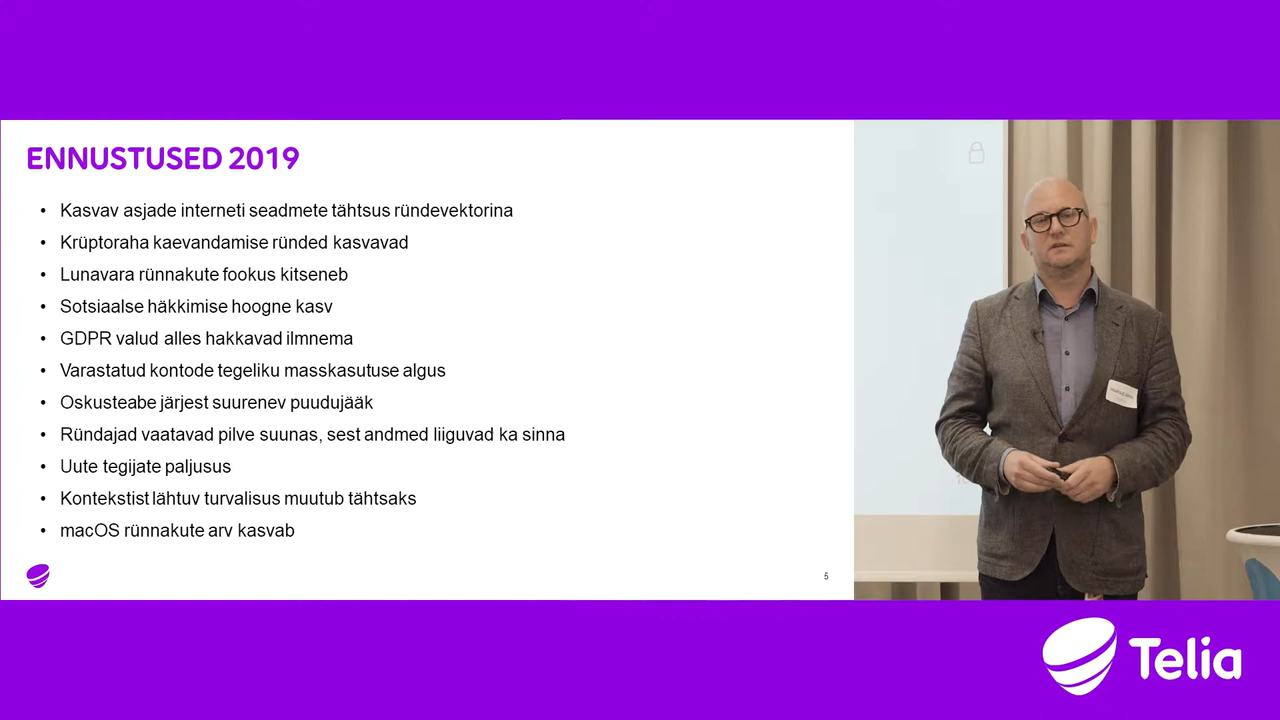 ENNUSTUSED 2019
• Kasvav asjade interneti seadmete tähtsus ründevektorina
• Krüptoraha kaevandamise ründed kasvavad
• Lunavara rünnakute fookus kitseneb
• Sotsiaalse häkkimise hoogne kasv
• GDPR valud alles hakkavad ilmnema
• Varastatud kontode tegeliku masskasutuse algus
• Oskusteabe järjest suurenev puudujääk
• Ründajad vaatavad pilve suunas, sest andmed liiguvad ka sinna
• Uute tegijate paljusus
• Kontekstist lähtuv turvalisus muutub tähtsaks
• macOS rünnakute arv kasvab
5
Telia